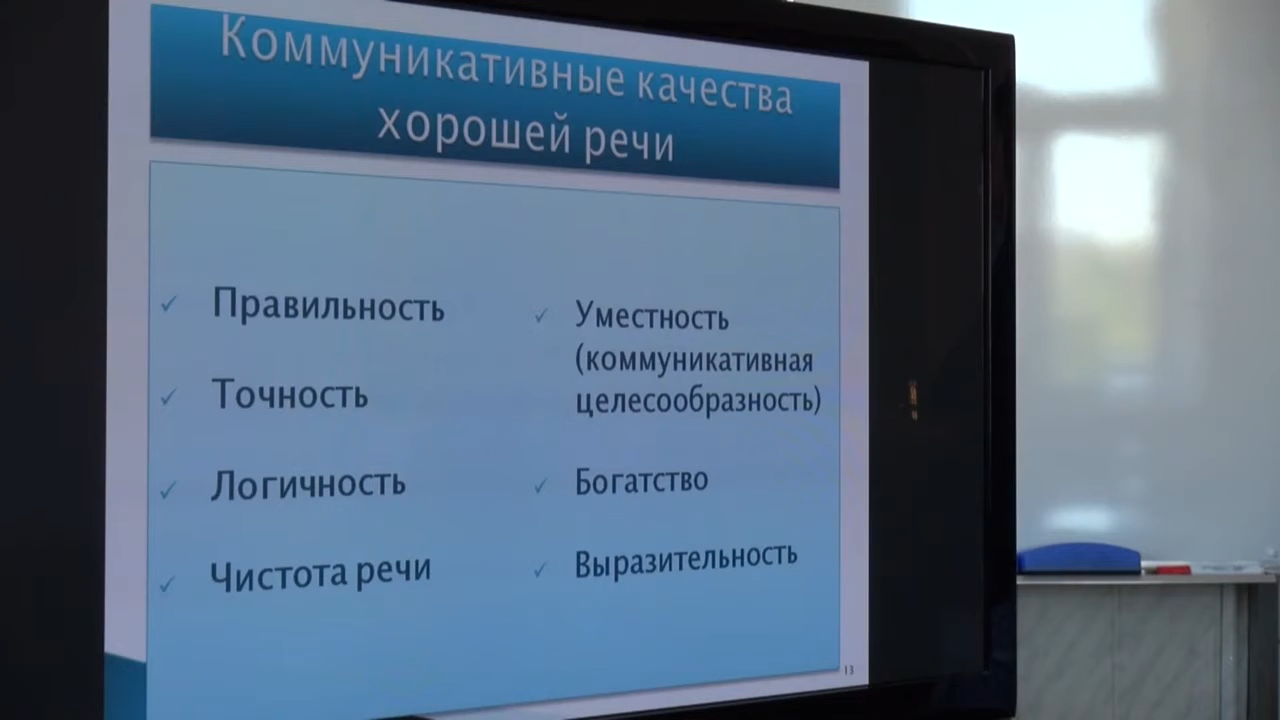 Коммуникативные качества
хорошей речи
Правильность
Точность
Логичность
Чистота речи
Уместность
(коммуникативная
целесообразность)
Богатство
Выразительность
13